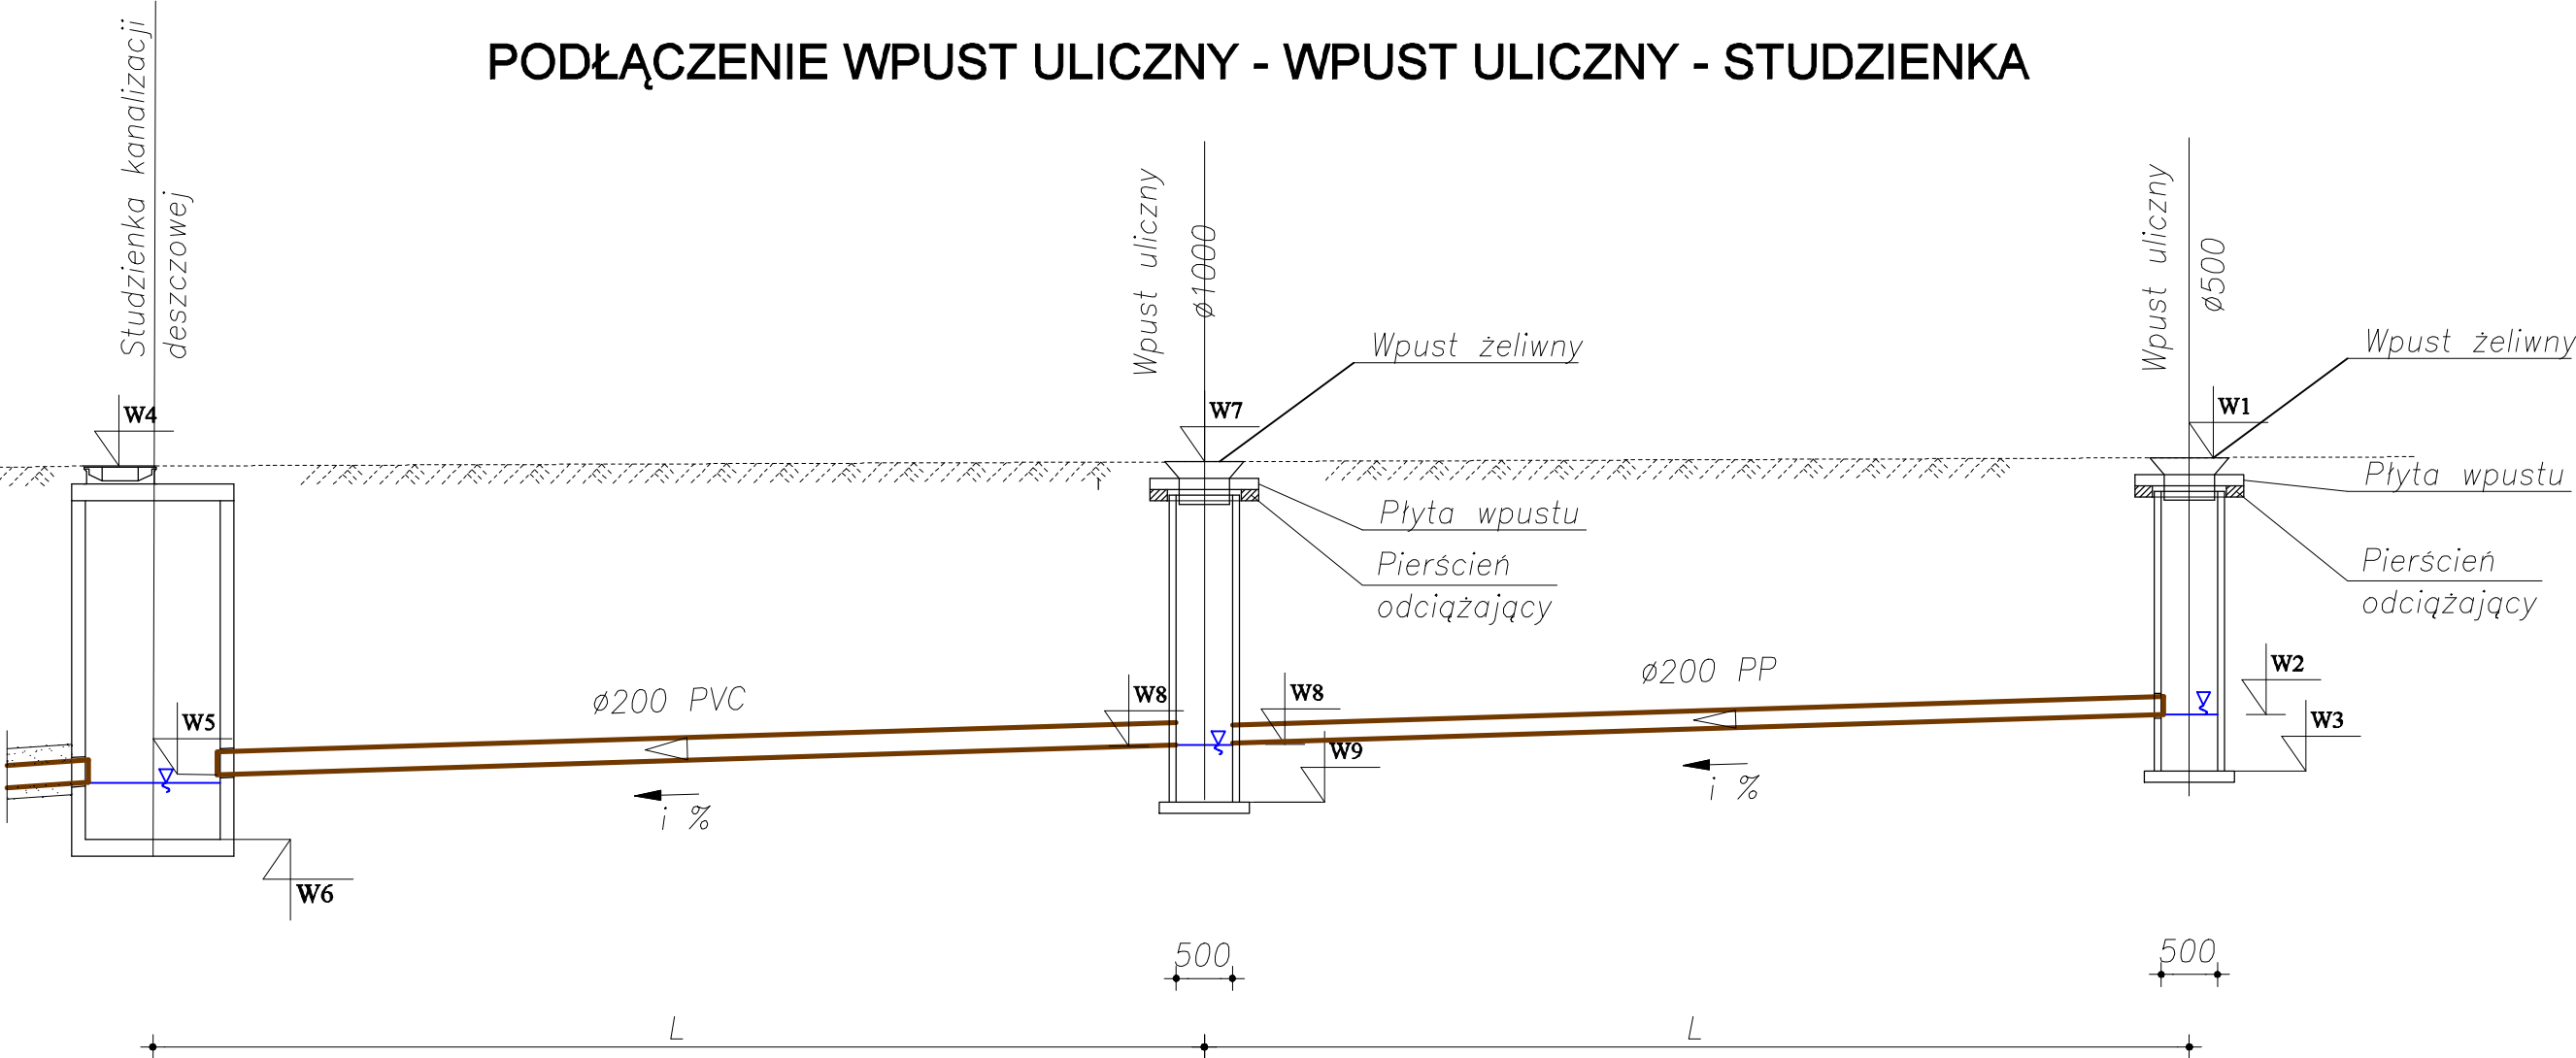 PODŁĄCZENIE WPUST ULICZNY - WPUST ULICZNY - STUDZIENKA
Studzienka kanalizacji
deszczowej
Wpust uliczny
ø1000
Wpust uliczny
ø500
Wpust żeliwny
Wpust żeliwny
W4
W7
W1
Płyta wpustu
Płyta wpustu
Pierścień
odciążający
Pierścień
odciążający
ø200 PVC
ø200 PP
W8
W8
W2
W5
W9
W3
i %
i %
W6
500
500
L
L